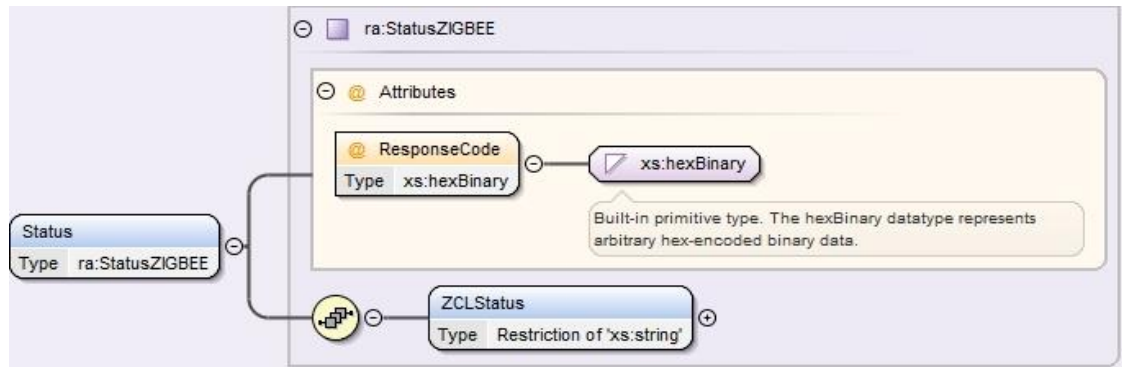 ra:StatusZIGBEE
@ Attributes
@ ResponseCode
Type xs:hexBinary
xs:hexBinary
Built-in primitive type. The hexBinary datatype represents
arbitrary hex-encoded binary data.
Status
Type ra:StatusZIGBEE
ZCLStatus
Type Restriction of 'xs:string'